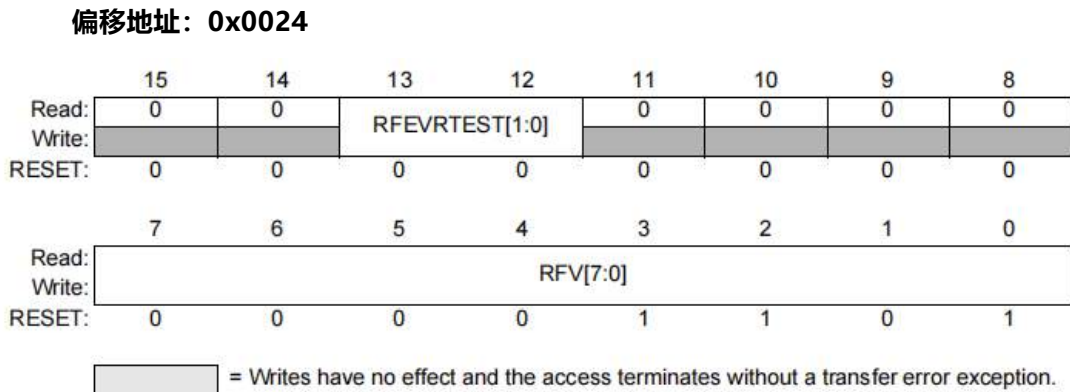 偏移地址：0x0024
15 14 13 12 11 10 9 8
Read: 0 0 RFEVRTEST[1:0] 0 0 0 0
Write:
RESET: 0 0 0 0 0 0 0 0
7 6 5 4 3 2 1 0
Read: RFV[7:0]
Write:
RESET: 0 0 0 0 1 1 0 1
= Writes have no effect and the access terminates without a transfer error exception.